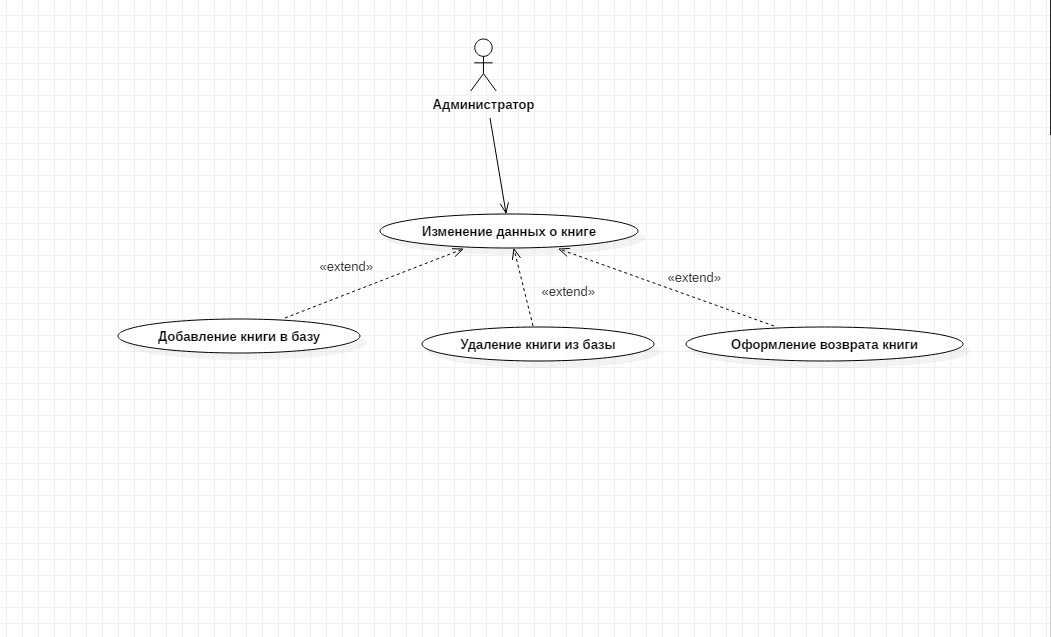 Администратор
Изменение данных о книге
«extend»
«extend»
«extend»
Добавление книги в базу
Удаление книги из базы
Оформление возврата книги